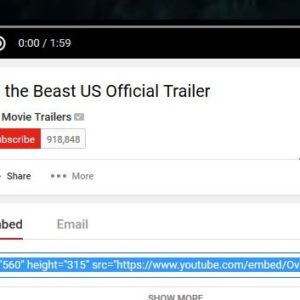 0:00 / 1:59
the Beast US Official Trailer
Movie Trailers
subscribe 918,848
Share ••• More
bed Email
"560" height="315" src="https://www.youtube.com/embed/Ov
SHOW MORE